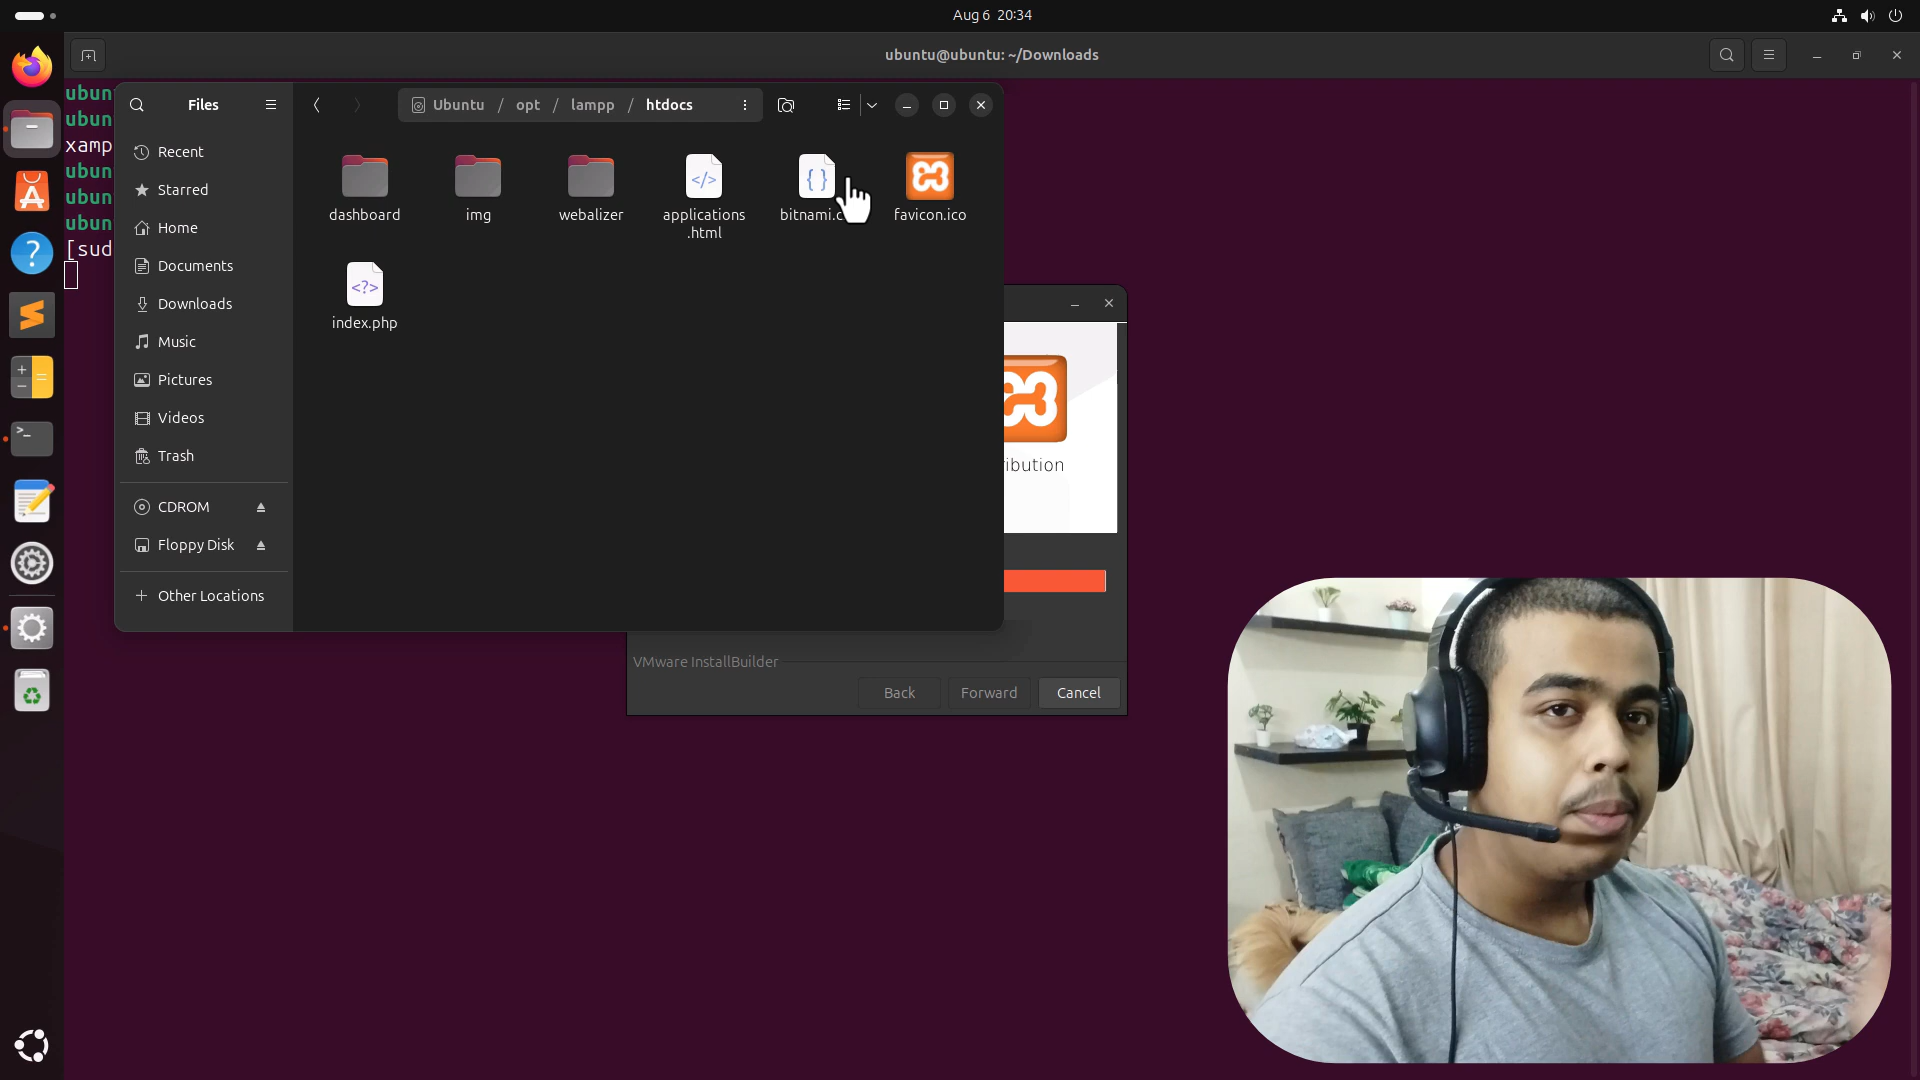 Aug 6 20:34
ubuntu@ubuntu: ~/Downloads
ubun
ubun
xamp
ubun
ubun
ubun
[sud
Files
Ubuntu / opt / lampp / htdocs
Recent
Starred
Home
Documents
Downloads
Music
Pictures
Videos
Trash
CDROM
Floppy Disk
Other Locations
dashboard
img
webalizer
applications
.html
bitnami.c
favicon.ico
index.php
ribution
VMware InstallBuilder
Back
Forward
Cancel